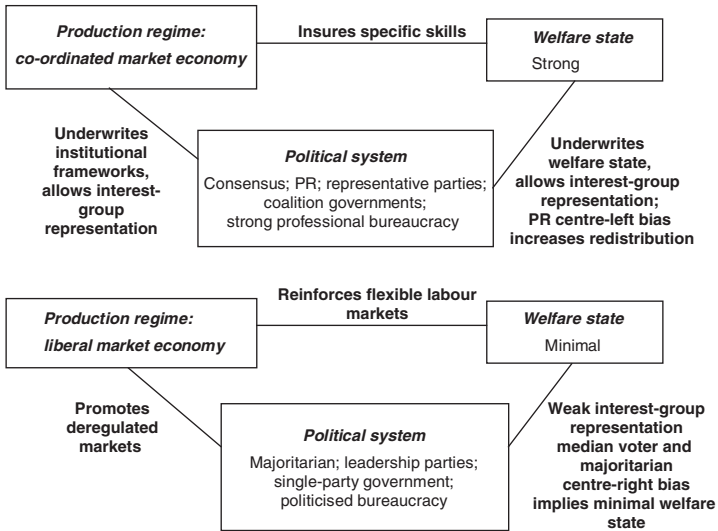 Production regime:
co-ordinated market economy
Insures specific skills
Welfare state
Strong
Underwrites
institutional
frameworks,
allows interest-
group
representation
Political system
Consensus; PR; representative parties;
coalition governments;
strong professional bureaucracy
Underwrites
welfare state,
allows interest-group
representation;
PR centre-left bias
increases redistribution
Production regime:
liberal market economy
Reinforces flexible labour
markets
Welfare state
Minimal
Promotes
deregulated
markets
Political system
Majoritarian; leadership parties;
single-party government;
politicised bureaucracy
Weak interest-group
representation
median voter and
majoritarian
centre-right bias
implies minimal welfare
state